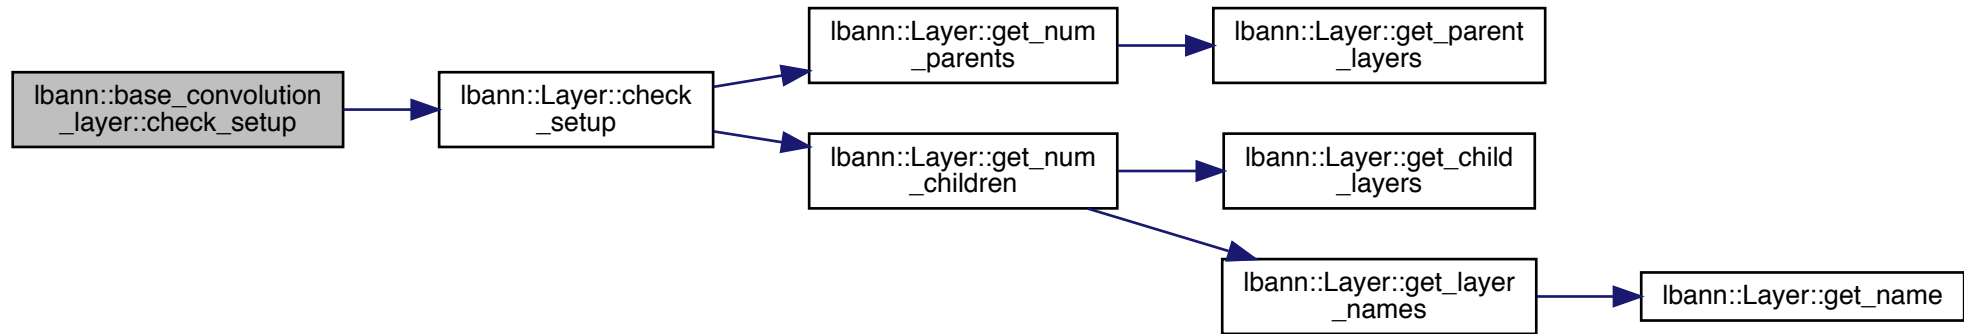 lbann::base_convolution
_layer::check_setup
lbann::Layer::check
_setup
lbann::Layer::get_num
_parents
lbann::Layer::get_parent
_layers
lbann::Layer::get_num
_children
lbann::Layer::get_child
_layers
lbann::Layer::get_layer
_names
lbann::Layer::get_name